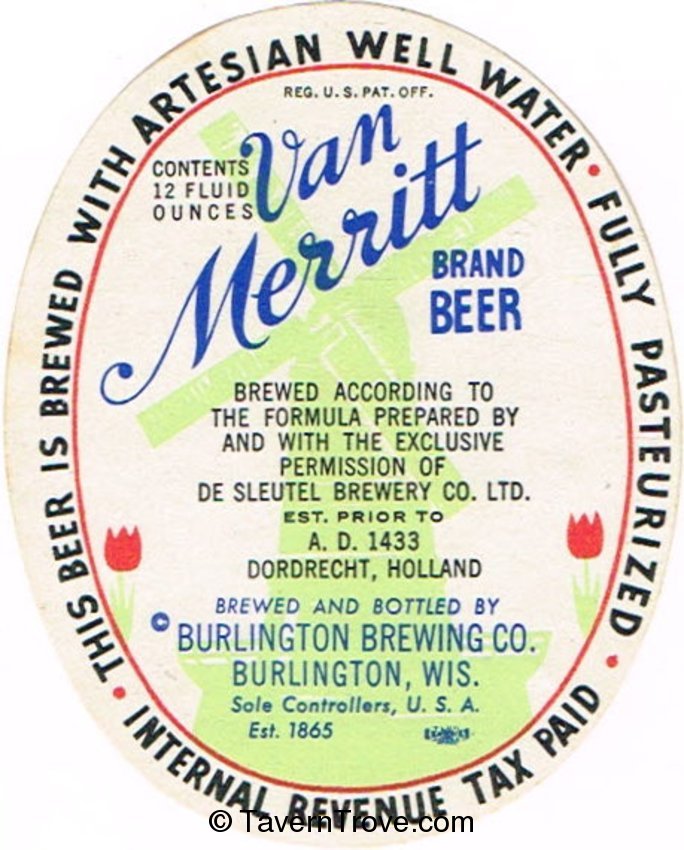 THIS BEER IS BREWED WITH ARTESIAN WELL WATER • FULLY PASTEURIZED • INTERNAL REVENUE TAX PAID •
REG. U. S. PAT. OFF.
CONTENTS
12 FLUID
OUNCES
Van
Merritt
BRAND
BEER
BREWED ACCORDING TO
THE FORMULA PREPARED BY
AND WITH THE EXCLUSIVE
PERMISSION OF
DE SLEUTEL BREWERY CO. LTD.
EST. PRIOR TO
A. D. 1433
DORDRECHT, HOLLAND
BREWED AND BOTTLED BY
© BURLINGTON BREWING CO.
BURLINGTON, WIS.
Sole Controllers, U. S. A.
Est. 1865
© TavernTrove.com